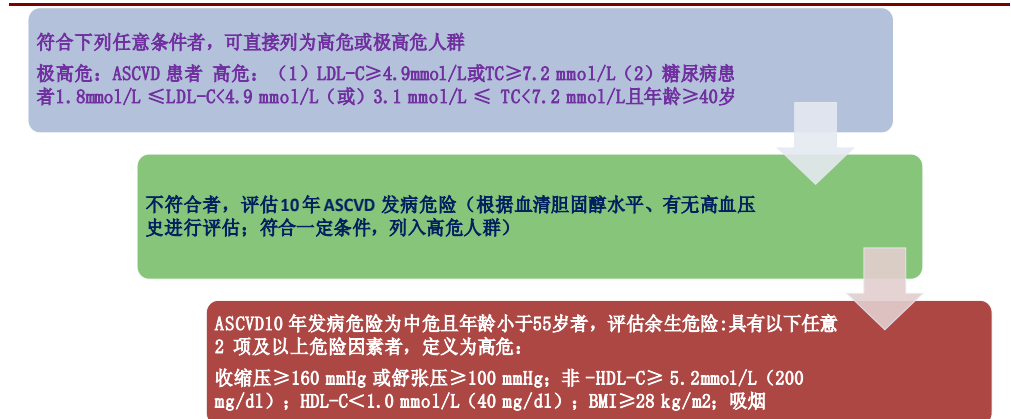 符合下列任意条件者，可直接列为高危或极高危人群
极高危：ASCVD 患者 高危：（1）LDL-C≥4.9mmol/L或TC≥7.2 mmol/L（2）糖尿病患
者1.8mmol/L ≤LDL-C<4.9 mmol/L（或）3.1 mmol/L ≤ TC<7.2 mmol/L且年龄≥40岁
不符合者，评估10年ASCVD 发病危险（根据血清胆固醇水平、有无高血压
史进行评估；符合一定条件，列入高危人群）
ASCVD10 年发病危险为中危且年龄小于55岁者，评估余生危险:具有以下任意
2 项及以上危险因素者，定义为高危：
收缩压≥160 mmHg 或舒张压≥100 mmHg；非 -HDL-C≥ 5.2mmol/L（200
mg/dl）；HDL-C＜1.0 mmol/L（40 mg/dl）；BMI≥28 kg/m2；吸烟